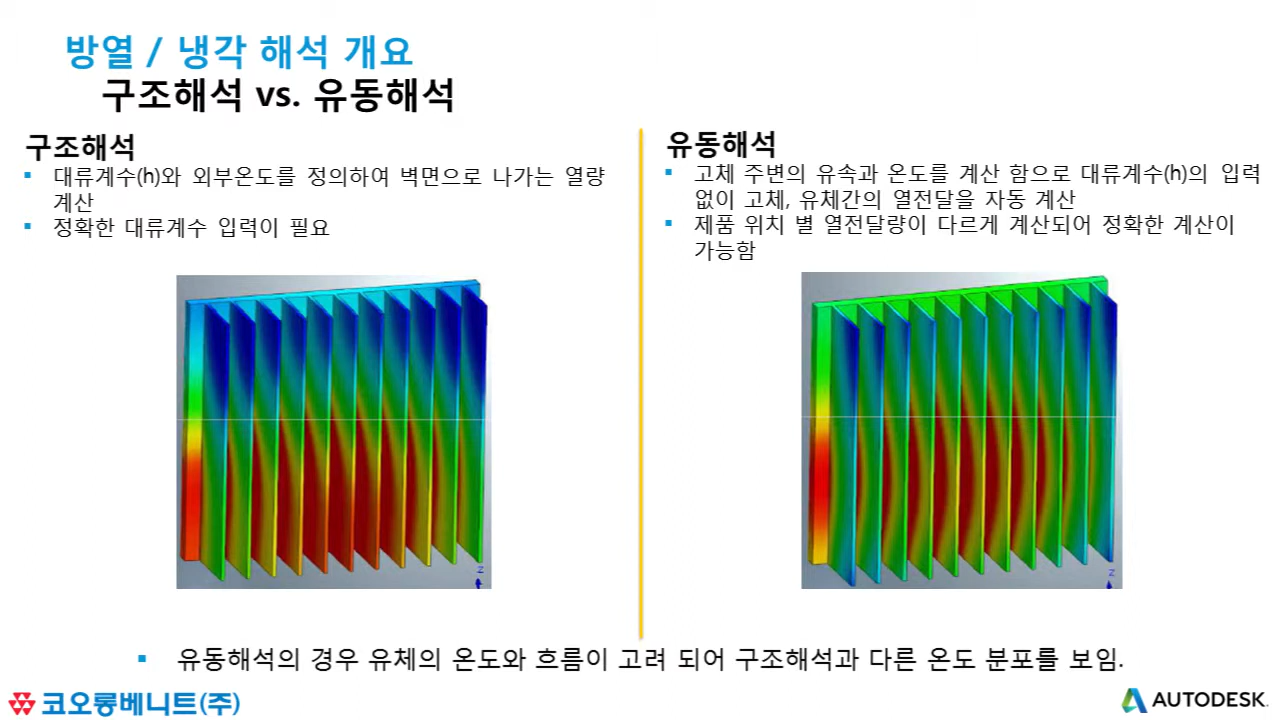 방열 / 냉각 해석 개요
구조해석 vs. 유동해석
구조해석
▪ 대류계수(h)와 외부온도를 정의하여 벽면으로 나가는 열량
계산
▪ 정확한 대류계수 입력이 필요
유동해석
▪ 고체 주변의 유속과 온도를 계산 함으로 대류계수(h)의 입력
없이 고체, 유체간의 열전달을 자동 계산
▪ 제품 위치 별 열전달량이 다르게 계산되어 정확한 계산이
가능함
Z
Z
▪ 유동해석의 경우 유체의 온도와 흐름이 고려 되어 구조해석과 다른 온도 분포를 보임.
코오롱베니트(주)
AUTODESK.